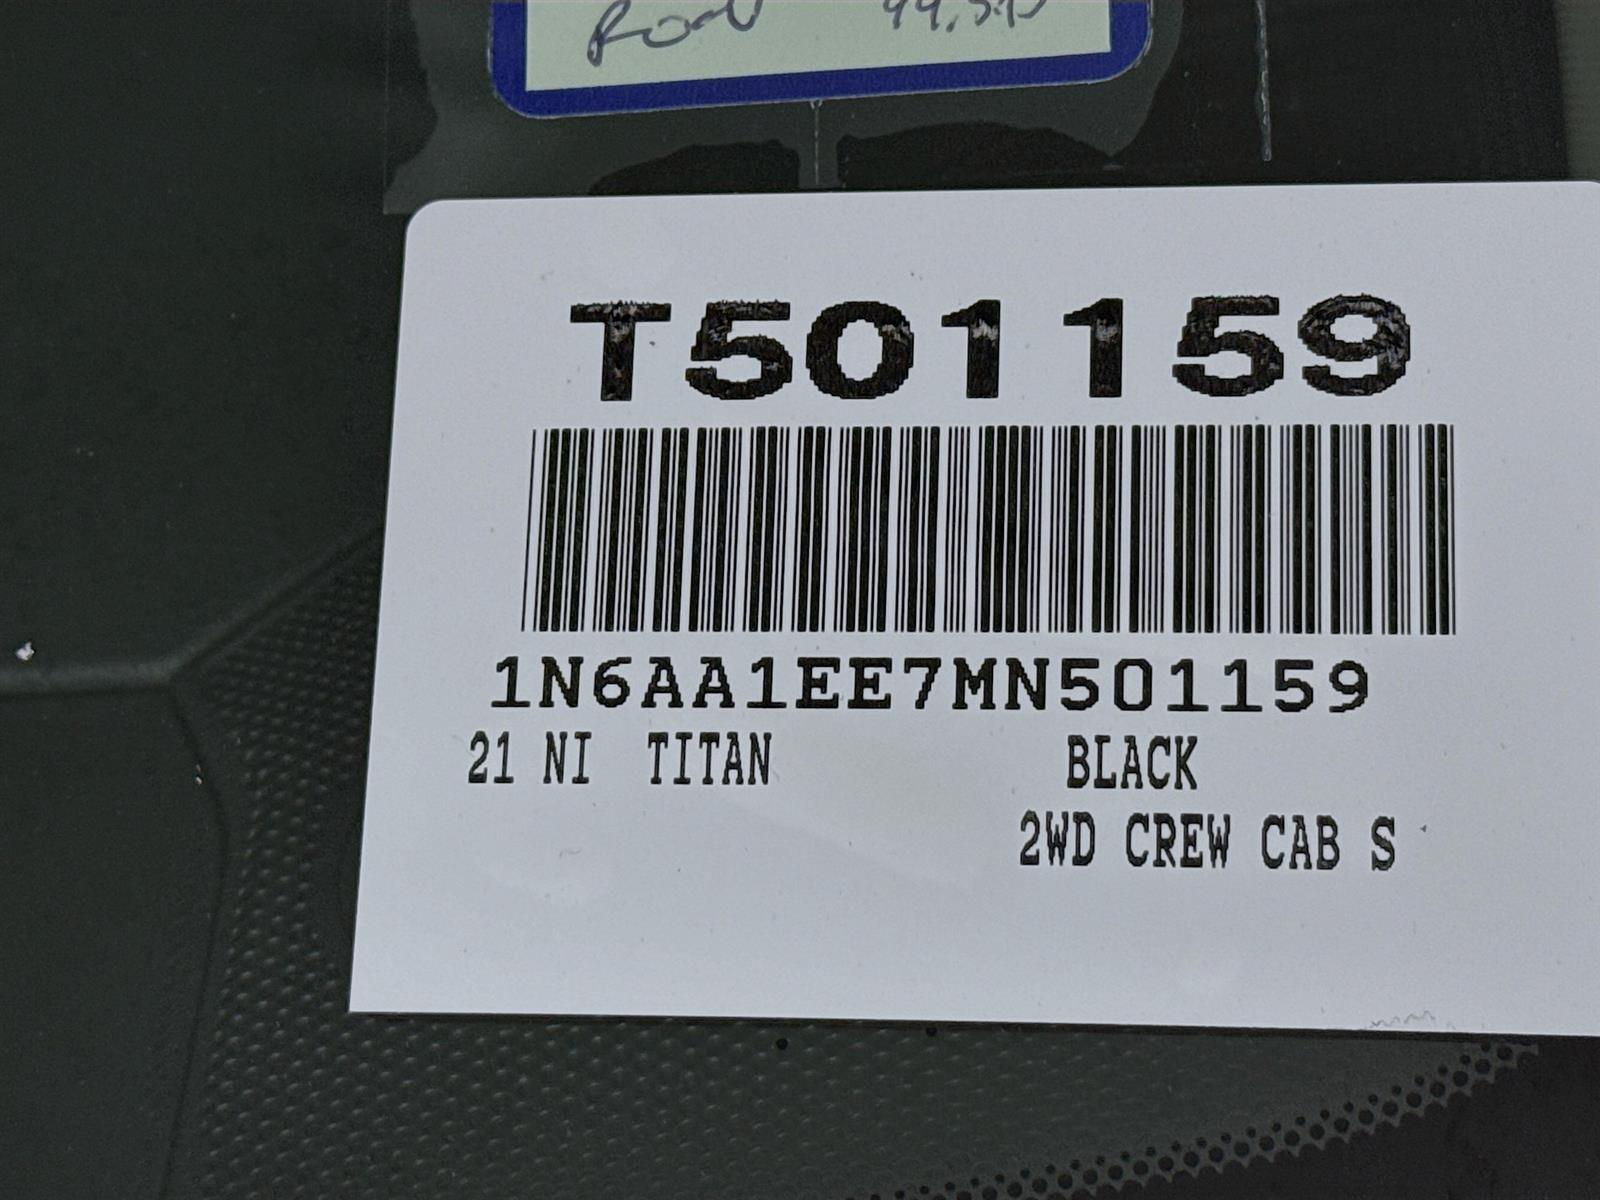 T501159
1N6AA1EE7MN501159
21 NI TITAN BLACK
2WD CREW CAB S